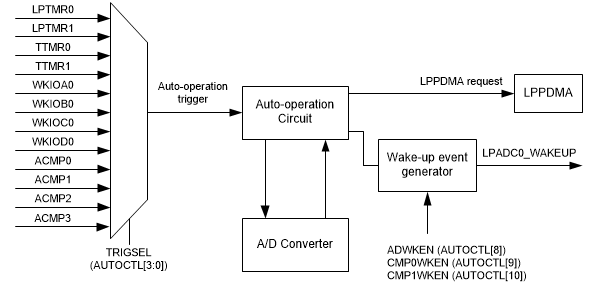 LPTMR0
LPTMR1
TTMR0
TTMR1
WKIOA0
WKIOB0
WKIOC0
WKIOD0
ACMP0
ACMP1
ACMP2
ACMP3
TRIGSEL
(AUTOCTL[3:0])
Auto-operation
trigger
Auto-operation
Circuit
A/D Converter
LPPDMA request
LPPDMA
Wake-up event
generator
LPADC0_WAKEUP
ADWKEN (AUTOCTL[8])
CMP0WKEN (AUTOCTL[9])
CMP1WKEN (AUTOCTL[10])